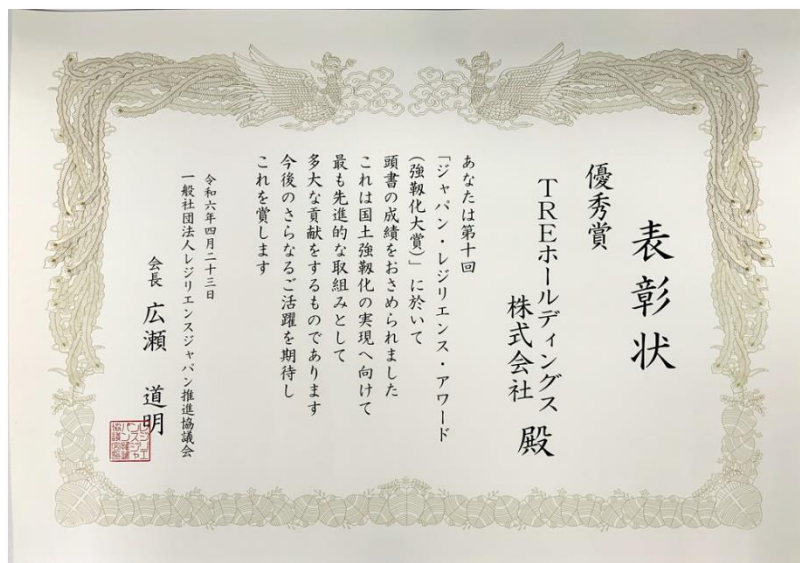 表彰状
優秀賞
TREホールディングス
株式会社 殿
あなたは第十回
「ジャパン・レジリエンス・アワード
(強靱化大賞)」に於いて
頭書の成績をおさめられました
これは国土強靱化の実現へ向けて
最も先進的な取組みとして
多大な貢献をするものであります
今後のさらなるご活躍を期待し
これを賞します
令和六年四月二十三日
一般社団法人レジリエンスジャパン推進協議会
会長 広瀬 道明